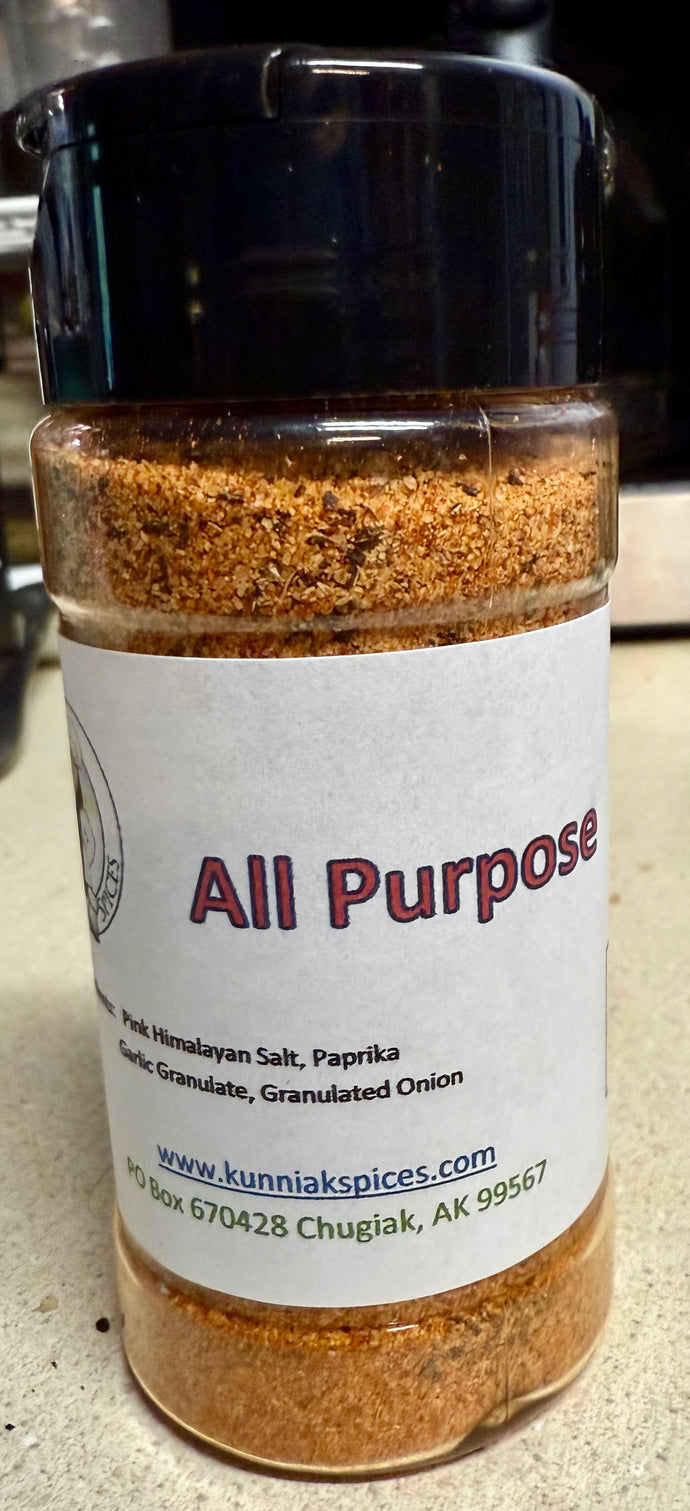 SPICES
All Purpose
Pink Himalayan Salt, Paprika
Garlic Granulate, Granulated Onion
www.kunniakspices.com
PO Box 670428 Chugiak, AK 99567